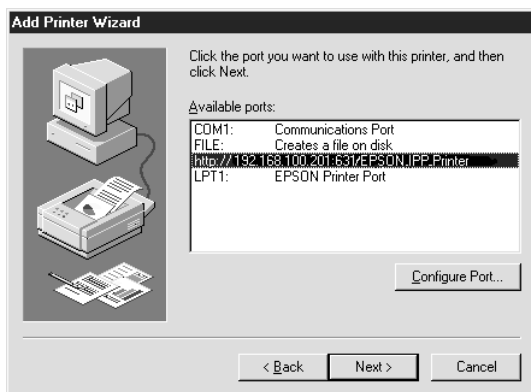 Add Printer Wizard
Click the port you want to use with this printer, and then
click Next.
Available ports:
COM1: Communications Port
FILE: Creates a file on disk
http://192.168.100.201:631/EPSON_IPP_Printer
LPT1: EPSON Printer Port
Configure Port...
< Back
Next >
Cancel